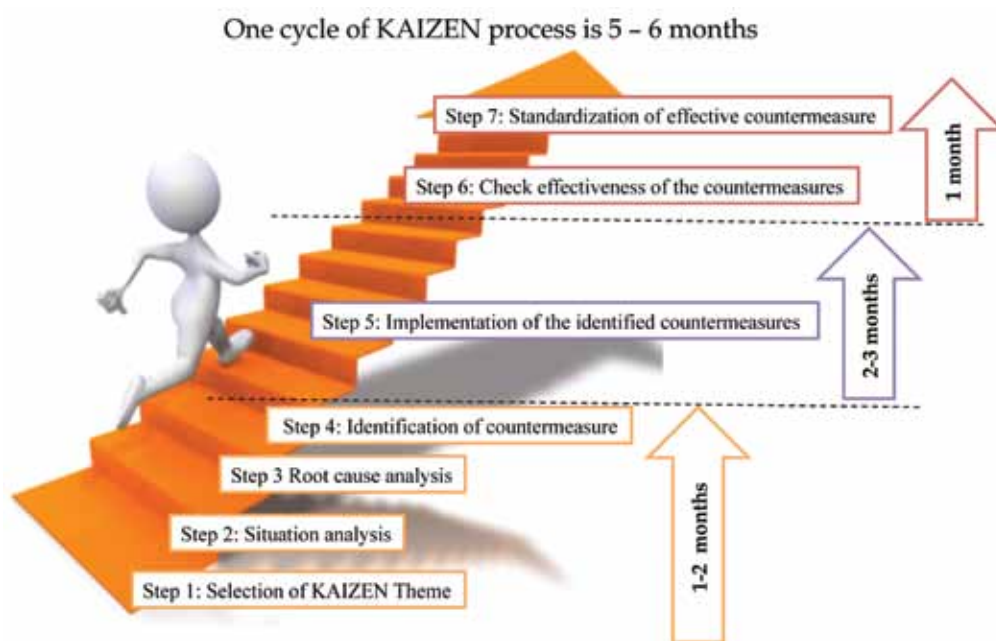 One cycle of KAIZEN process is 5 – 6 months
Step 7: Standardization of effective countermeasure
Step 6: Check effectiveness of the countermeasures
1 month
Step 5: Implementation of the identified countermeasures
2-3 months
Step 4: Identification of countermeasure
Step 3 Root cause analysis
Step 2: Situation analysis
Step 1: Selection of KAIZEN Theme
1-2 months